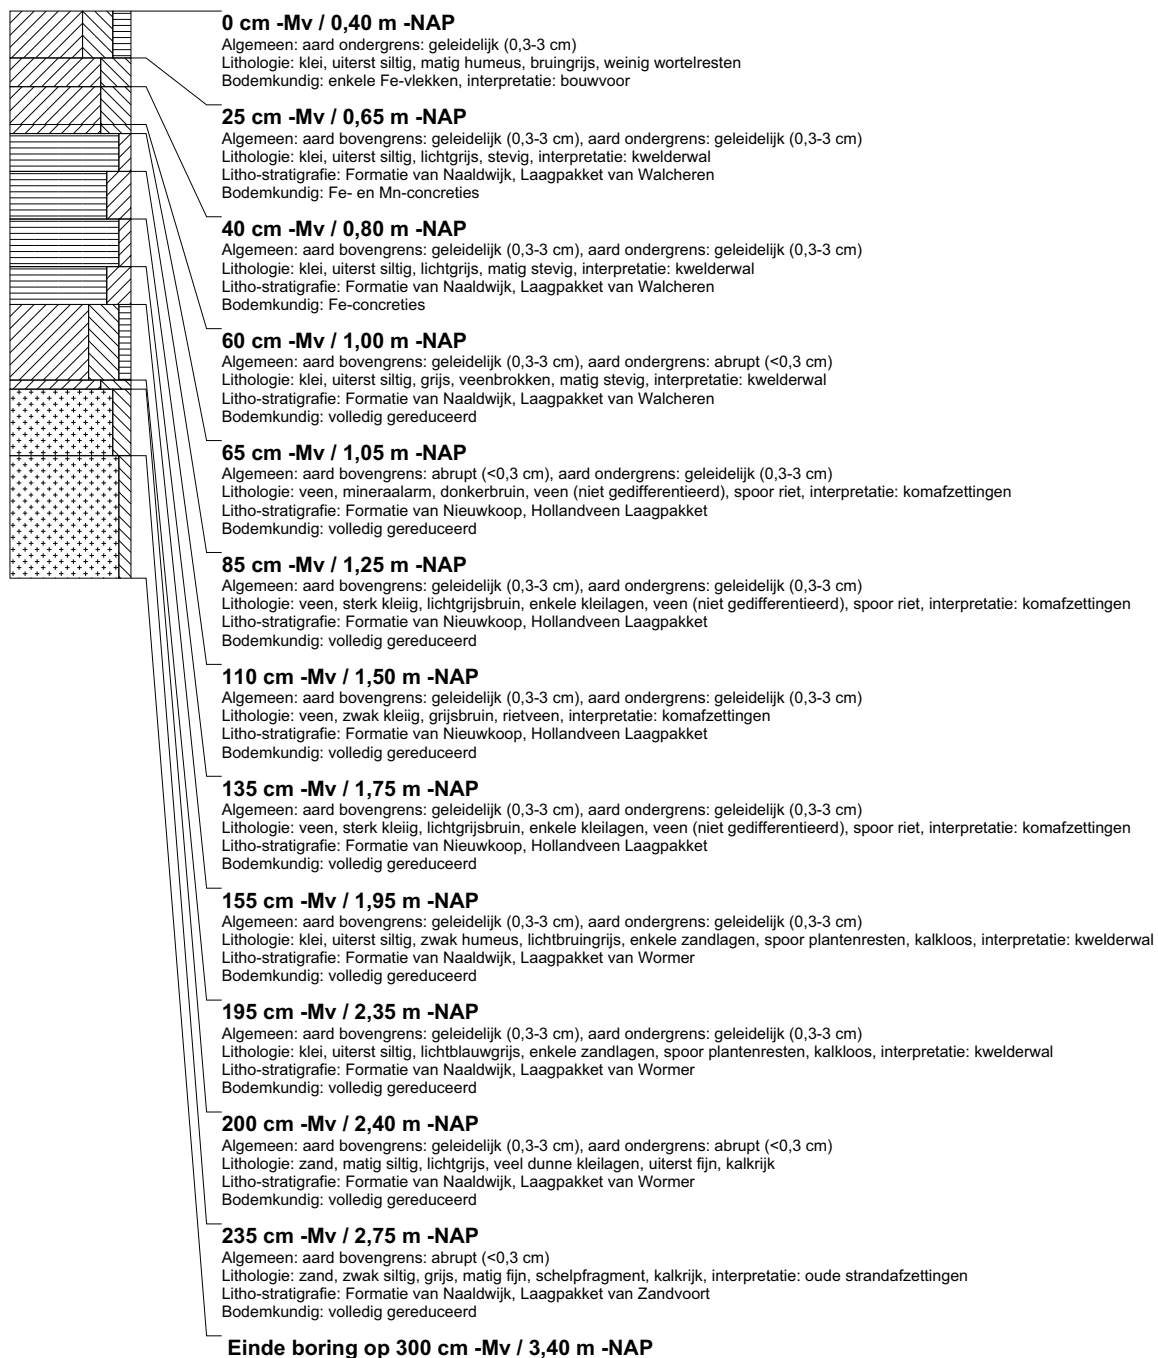 0 cm -Mv / 0,40 m -NAP
Algemeen: aard ondergrens: geleidelijk (0,3-3 cm)
Lithologie: klei, uiterst siltig, matig humeus, bruingrijs, weinig wortelresten
Bodemkundig: enkele Fe-vlekken, interpretatie: bouwvoor
25 cm -Mv / 0,65 m -NAP
Algemeen: aard bovengrens: geleidelijk (0,3-3 cm), aard ondergrens: geleidelijk (0,3-3 cm)
Lithologie: klei, uiterst siltig, lichtgrijs, stevig, interpretatie: kwelderwal
Litho-stratigrafie: Formatie van Naaldwijk, Laagpakket van Walcheren
Bodemkundig: Fe- en Mn-concreties
40 cm -Mv / 0,80 m -NAP
Algemeen: aard bovengrens: geleidelijk (0,3-3 cm), aard ondergrens: geleidelijk (0,3-3 cm)
Lithologie: klei, uiterst siltig, lichtgrijs, matig stevig, interpretatie: kwelderwal
Litho-stratigrafie: Formatie van Naaldwijk, Laagpakket van Walcheren
Bodemkundig: Fe-concreties
60 cm -Mv / 1,00 m -NAP
Algemeen: aard bovengrens: geleidelijk (0,3-3 cm), aard ondergrens: abrupt (<0,3 cm)
Lithologie: klei, uiterst siltig, grijs, veenbrokken, matig stevig, interpretatie: kwelderwal
Litho-stratigrafie: Formatie van Naaldwijk, Laagpakket van Walcheren
Bodemkundig: volledig gereduceerd
65 cm -Mv / 1,05 m -NAP
Algemeen: aard bovengrens: abrupt (<0,3 cm), aard ondergrens: geleidelijk (0,3-3 cm)
Lithologie: veen, mineraalarm, donkerbruin, veen (niet gedifferentieerd), spoor riet, interpretatie: komafzettingen
Litho-stratigrafie: Formatie van Nieuwkoop, Hollandveen Laagpakket
Bodemkundig: volledig gereduceerd
85 cm -Mv / 1,25 m -NAP
Algemeen: aard bovengrens: geleidelijk (0,3-3 cm), aard ondergrens: geleidelijk (0,3-3 cm)
Lithologie: veen, sterk kleiig, lichtgrijsbruin, enkele kleilagen, veen (niet gedifferentieerd), spoor riet, interpretatie: komafzettingen
Litho-stratigrafie: Formatie van Nieuwkoop, Hollandveen Laagpakket
Bodemkundig: volledig gereduceerd
110 cm -Mv / 1,50 m -NAP
Algemeen: aard bovengrens: geleidelijk (0,3-3 cm), aard ondergrens: geleidelijk (0,3-3 cm)
Lithologie: veen, zwak kleiig, grijsbruin, rietveen, interpretatie: komafzettingen
Litho-stratigrafie: Formatie van Nieuwkoop, Hollandveen Laagpakket
Bodemkundig: volledig gereduceerd
135 cm -Mv / 1,75 m -NAP
Algemeen: aard bovengrens: geleidelijk (0,3-3 cm), aard ondergrens: geleidelijk (0,3-3 cm)
Lithologie: veen, sterk kleiig, lichtgrijsbruin, enkele kleilagen, veen (niet gedifferentieerd), spoor riet, interpretatie: komafzettingen
Litho-stratigrafie: Formatie van Nieuwkoop, Hollandveen Laagpakket
Bodemkundig: volledig gereduceerd
155 cm -Mv / 1,95 m -NAP
Algemeen: aard bovengrens: geleidelijk (0,3-3 cm), aard ondergrens: geleidelijk (0,3-3 cm)
Lithologie: klei, uiterst siltig, zwak humeus, lichtbruingrijs, enkele zandlagen, spoor plantenresten, kalkloos, interpretatie: kwelderwal
Litho-stratigrafie: Formatie van Naaldwijk, Laagpakket van Wormer
Bodemkundig: volledig gereduceerd
195 cm -Mv / 2,35 m -NAP
Algemeen: aard bovengrens: geleidelijk (0,3-3 cm), aard ondergrens: geleidelijk (0,3-3 cm)
Lithologie: klei, uiterst siltig, lichtblauwgrijs, enkele zandlagen, spoor plantenresten, kalkloos, interpretatie: kwelderwal
Litho-stratigrafie: Formatie van Naaldwijk, Laagpakket van Wormer
Bodemkundig: volledig gereduceerd
200 cm -Mv / 2,40 m -NAP
Algemeen: aard bovengrens: geleidelijk (0,3-3 cm), aard ondergrens: abrupt (<0,3 cm)
Lithologie: zand, matig siltig, lichtgrijs, veel dunne kleilagen, uiterst fijn, kalkrijk
Litho-stratigrafie: Formatie van Naaldwijk, Laagpakket van Wormer
Bodemkundig: volledig gereduceerd
235 cm -Mv / 2,75 m -NAP
Algemeen: aard bovengrens: abrupt (<0,3 cm)
Lithologie: zand, zwak siltig, grijs, matig fijn, schelpfragment, kalkrijk, interpretatie: oude strandafzettingen
Litho-stratigrafie: Formatie van Naaldwijk, Laagpakket van Zandvoort
Bodemkundig: volledig gereduceerd
Einde boring op 300 cm -Mv / 3,40 m -NAP